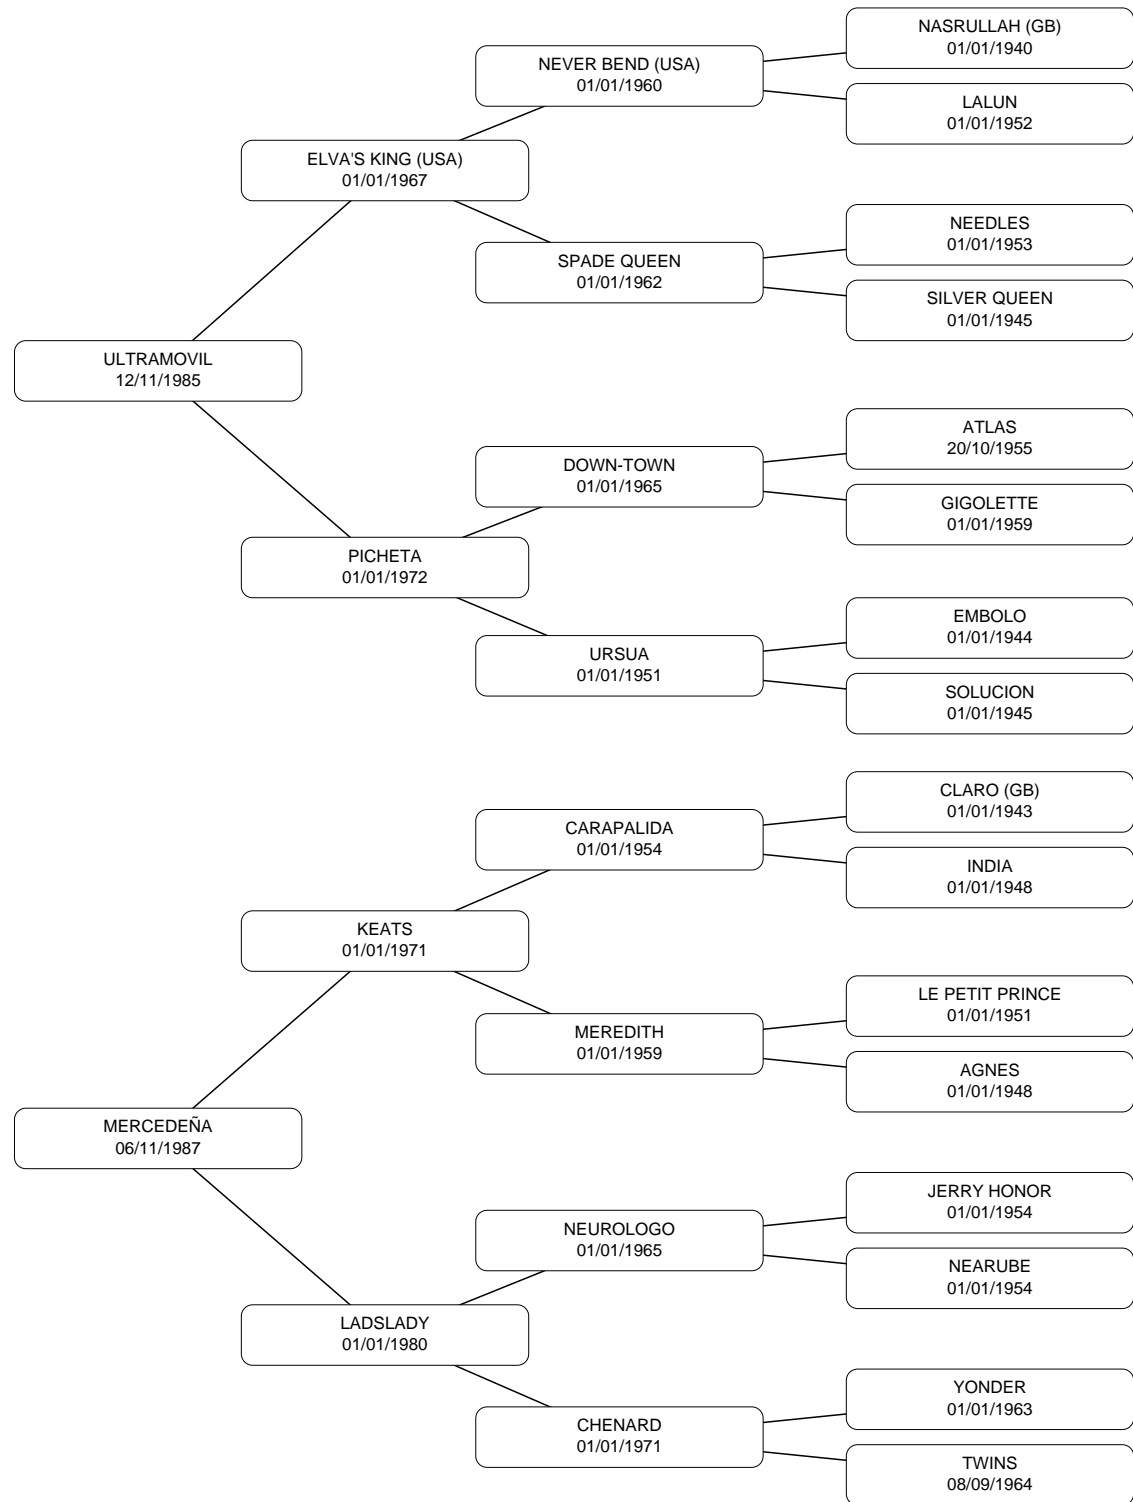 NASRULLAH (GB)
01/01/1940
NEVER BEND (USA)
01/01/1960
LALUN
01/01/1952
ELVA'S KING (USA)
01/01/1967
NEEDLES
01/01/1953
SPADE QUEEN
01/01/1962
SILVER QUEEN
01/01/1945
ULTRAMOVIL
12/11/1985
ATLAS
20/10/1955
DOWN-TOWN
01/01/1965
GIGOLETTE
01/01/1959
PICHETA
01/01/1972
EMBOLO
01/01/1944
URSUA
01/01/1951
SOLUCION
01/01/1945
CLARO (GB)
01/01/1943
CARAPALIDA
01/01/1954
INDIA
01/01/1948
KEATS
01/01/1971
LE PETIT PRINCE
01/01/1951
MEREDITH
01/01/1959
AGNES
01/01/1948
MERCEDEÑA
06/11/1987
JERRY HONOR
01/01/1954
NEUROLOGO
01/01/1965
NEARUBE
01/01/1954
LADSLADY
01/01/1980
YONDER
01/01/1963
CHENARD
01/01/1971
TWINS
08/09/1964